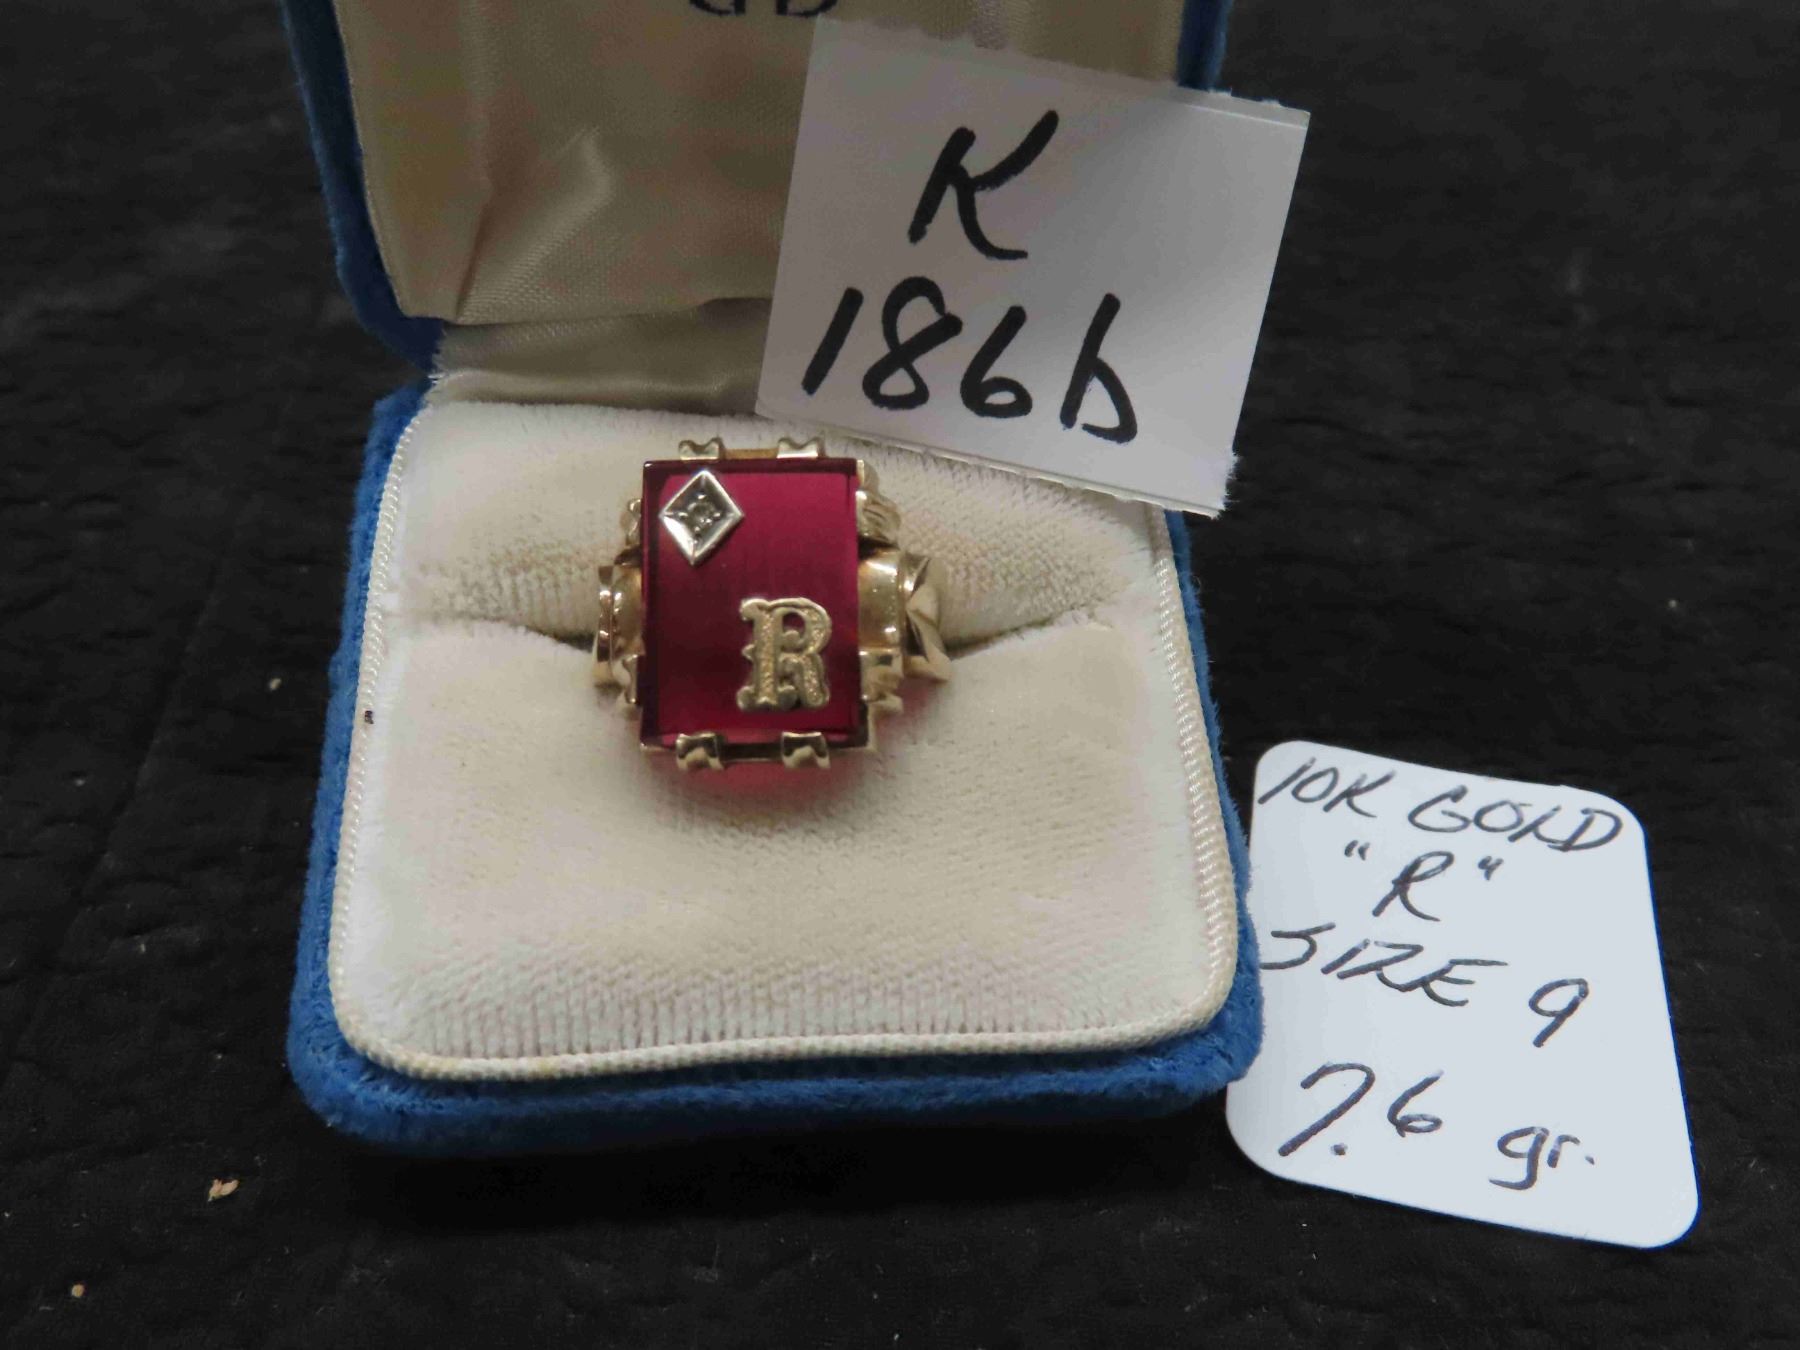 K
186b
R
10K GOLD
"R"
SIZE 9
7.6 gr.